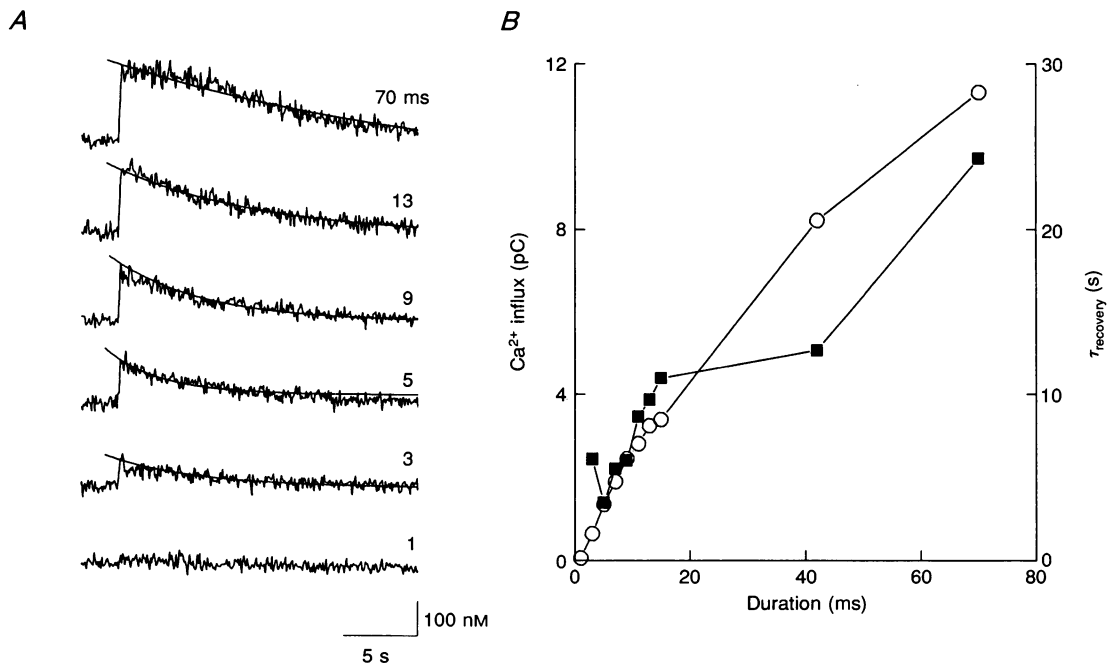 A
70 ms
13
9
5
3
1
100 nM
5 s
B
12
8
4
0
Ca²⁺ influx (pC)
30
20
10
0
τrecovery (s)
0 20 40 60 80
Duration (ms)